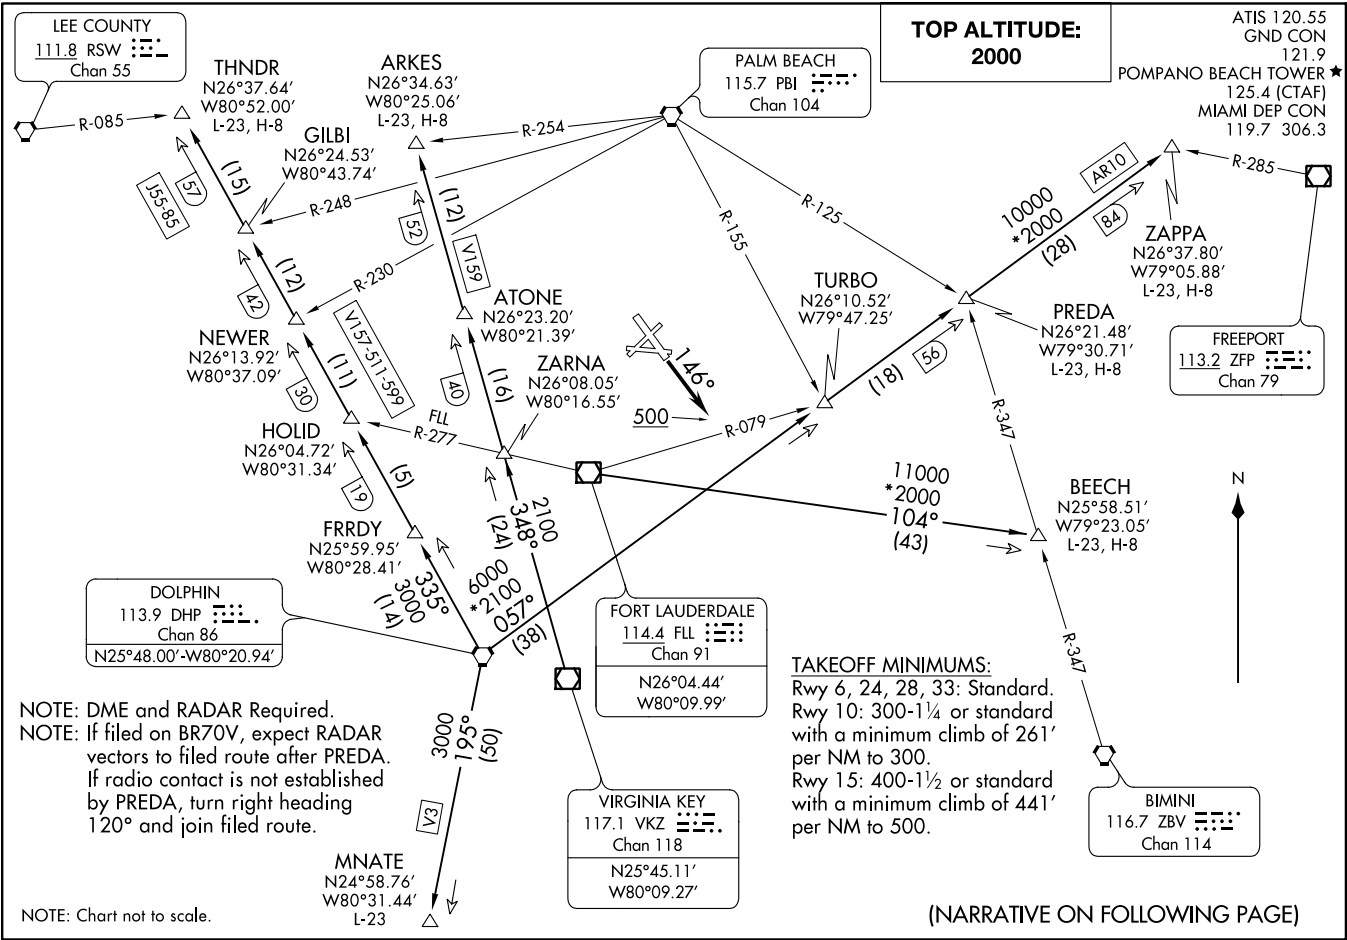 LEE COUNTY
111.8 RSW
Chan 55
R-085
THNDR
N26°37.64′
W80°52.00′
L-23, H-8
ARKES
N26°34.63′
W80°25.06′
L-23, H-8
PALM BEACH
115.7 PBI
Chan 104
TOP ALTITUDE:
2000
ATIS 120.55
GND CON
121.9
POMPANO BEACH TOWER ★
125.4 (CTAF)
MIAMI DEP CON
119.7 306.3
GILBI
N26°24.53′
W80°43.74′
R-254
R-248
R-230
R-155
R-125
R-285
J55-85
57
(15)
52
(12)
V159
42
(12)
10000
*2000
(28)
AR10
84
ZAPPA
N26°37.80′
W79°05.88′
L-23, H-8
TURBO
N26°10.52′
W79°47.25′
PREDA
N26°21.48′
W79°30.71′
L-23, H-8
FREEPORT
113.2 ZFP
Chan 79
NEWER
N26°13.92′
W80°37.09′
V157-511-599
30
(11)
ATONE
N26°23.20′
W80°21.39′
ZARNA
N26°08.05′
W80°16.55′
40
(16)
146°
500
(18)
56
HOLID
N26°04.72′
W80°31.34′
FLL
R-277
R-079
R-347
19
(5)
FRRDY
N25°59.95′
W80°28.41′
2100
348°
(24)
11000
*2000
104°
(43)
BEECH
N25°58.51′
W79°23.05′
L-23, H-8
N
DOLPHIN
113.9 DHP
Chan 86
N25°48.00′-W80°20.94′
335°
3000
(14)
6000
*2100
057°
(38)
FORT LAUDERDALE
114.4 FLL
Chan 91
N26°04.44′
W80°09.99′
R-347
TAKEOFF MINIMUMS:
Rwy 6, 24, 28, 33: Standard.
Rwy 10: 300-1¼ or standard
with a minimum climb of 261′
per NM to 300.
Rwy 15: 400-1½ or standard
with a minimum climb of 441′
per NM to 500.
NOTE: DME and RADAR Required.
NOTE: If filed on BR70V, expect RADAR
vectors to filed route after PREDA.
If radio contact is not established
by PREDA, turn right heading
120° and join filed route.
3000
195°
(50)
V3
VIRGINIA KEY
117.1 VKZ
Chan 118
N25°45.11′
W80°09.27′
BIMINI
116.7 ZBV
Chan 114
MNATE
N24°58.76′
W80°31.44′
L-23
NOTE: Chart not to scale.
(NARRATIVE ON FOLLOWING PAGE)